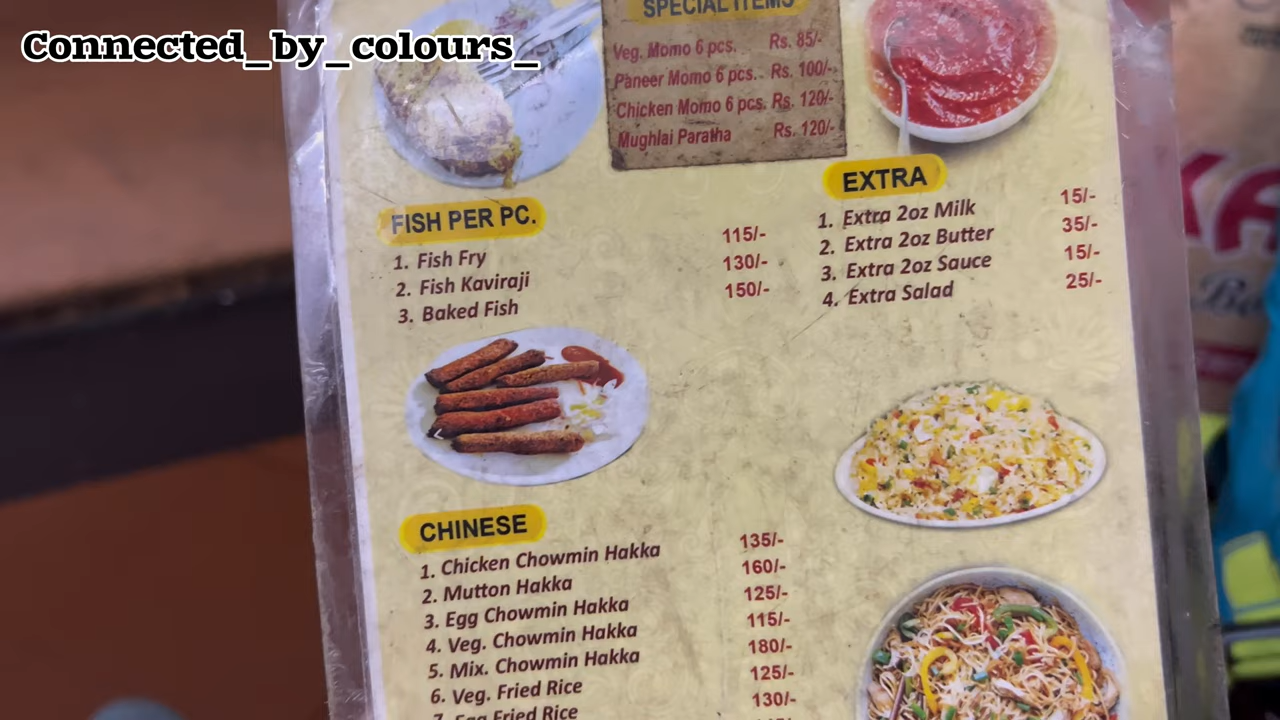 Connected_by_colours_
SPECIAL ITEMS
Veg. Momo 6 pcs. Rs. 85/-
Paneer Momo 6 pcs. Rs. 100/-
Chicken Momo 6 pcs. Rs. 120/-
Mughlai Paratha Rs. 120/-
FISH PER PC.
1. Fish Fry 115/-
2. Fish Kaviraji 130/-
3. Baked Fish 150/-
EXTRA
1. Extra 2oz Milk 15/-
2. Extra 2oz Butter 35/-
3. Extra 2oz Sauce 15/-
4. Extra Salad 25/-
CHINESE
1. Chicken Chowmin Hakka 135/-
2. Mutton Hakka 160/-
3. Egg Chowmin Hakka 125/-
4. Veg. Chowmin Hakka 115/-
5. Mix. Chowmin Hakka 180/-
6. Veg. Fried Rice 125/-
7. Egg Fried Rice 130/-